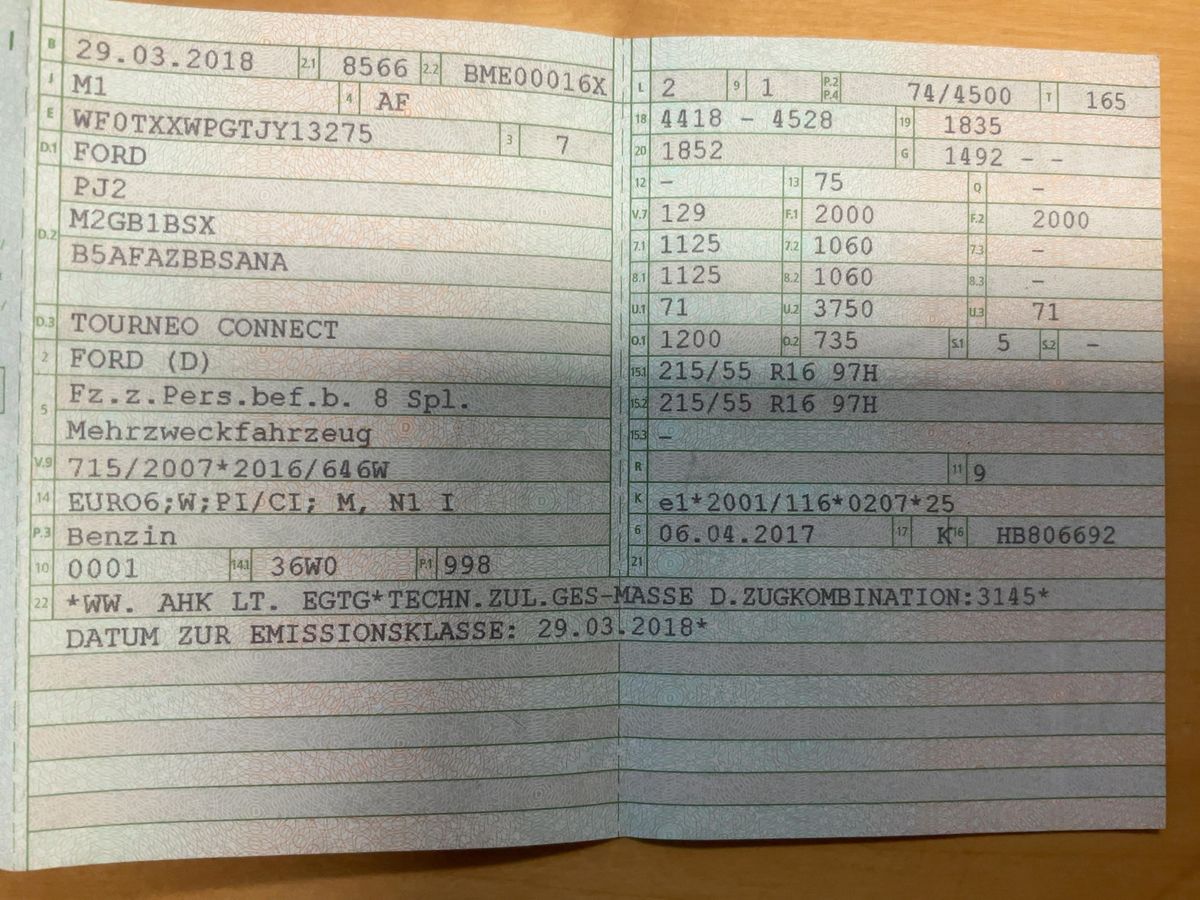 B 29.03.2018 2.1 8566 2.2 BME00016X
J M1 4 AF
E WF0TXXWPGTJY13275 3 7
D.1 FORD
D.2 PJ2
M2GB1BSX
B5AFAZBBSANA
D.3 TOURNEO CONNECT
2 FORD (D)
5 Fz.z.Pers.bef.b. 8 Spl.
Mehrzweckfahrzeug
V.9 715/2007*2016/646W
14 EURO6;W;PI/CI; M, N1 I
P.3 Benzin
10 0001 14.1 36W0 P.1 998
L 2 9 1 P.2 P.4 74/4500 T 165
18 4418 - 4528 19 1835
20 1852 G 1492 - -
12 - 13 75 Q -
V.7 129 F.1 2000 F.2 2000
7.1 1125 7.2 1060 7.3 -
8.1 1125 8.2 1060 8.3 -
U.1 71 U.2 3750 U.3 71
O.1 1200 O.2 735 S.1 5 S.2 -
15.1 215/55 R16 97H
15.2 215/55 R16 97H
15.3 -
R 11 9
K e1*2001/116*0207*25
6 06.04.2017 17 K 16 HB806692
21
22 *WW. AHK LT. EGTG*TECHN.ZUL.GES-MASSE D.ZUGKOMBINATION:3145*
DATUM ZUR EMISSIONSKLASSE: 29.03.2018*